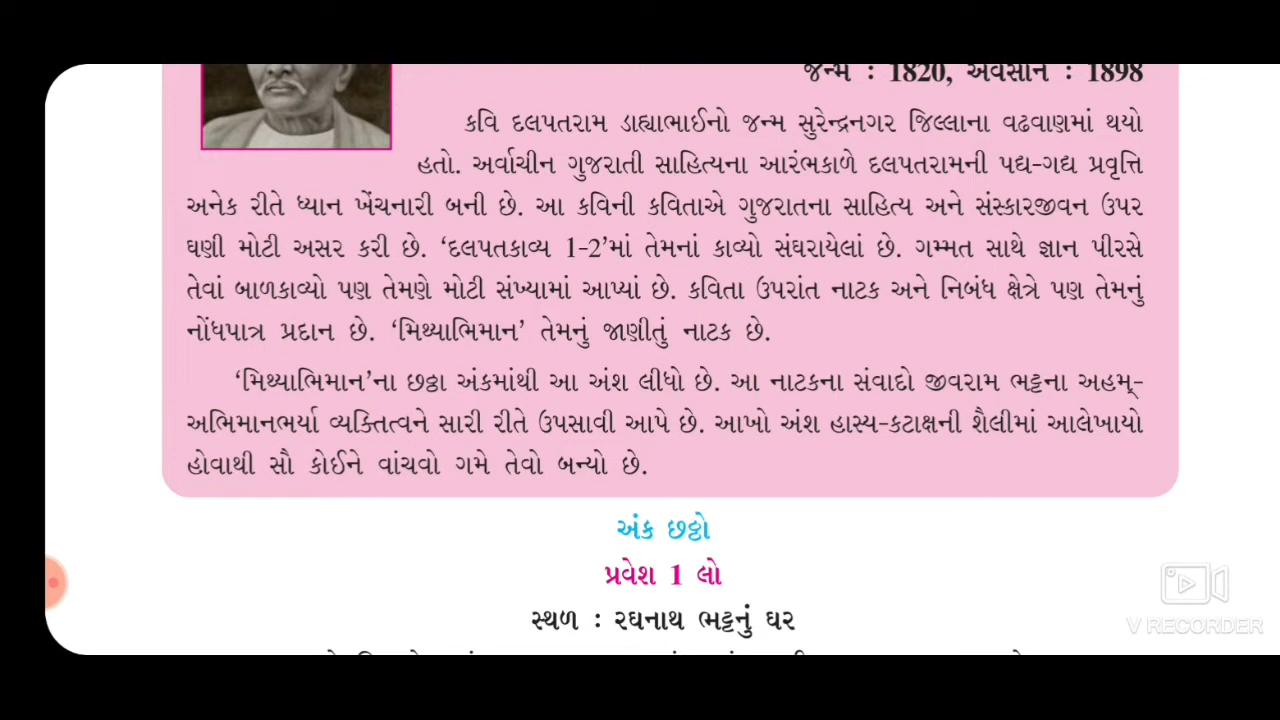 જન્મ : 1820, અવસાન : 1898
કવિ દલપતરામ ડાહ્યાભાઈનો જન્મ સુરેન્દ્રનગર જિલ્લાના વઢવાણમાં થયો
હતો. અર્વાચીન ગુજરાતી સાહિત્યના આરંભકાળે દલપતરામની પદ્ય-ગદ્ય પ્રવૃત્તિ
અનેક રીતે ધ્યાન ખેંચનારી બની છે. આ કવિની કવિતાએ ગુજરાતના સાહિત્ય અને સંસ્કારજીવન ઉપર
ઘણી મોટી અસર કરી છે. ‘દલપતકાવ્ય 1-2’માં તેમનાં કાવ્યો સંઘરાયેલાં છે. ગમ્મત સાથે જ્ઞાન પીરસે
તેવાં બાળકાવ્યો પણ તેમણે મોટી સંખ્યામાં આપ્યાં છે. કવિતા ઉપરાંત નાટક અને નિબંધ ક્ષેત્રે પણ તેમનું
નોંધપાત્ર પ્રદાન છે. ‘મિથ્યાભિમાન’ તેમનું જાણીતું નાટક છે.
‘મિથ્યાભિમાન’ના છઠ્ઠા અંકમાંથી આ અંશ લીધો છે. આ નાટકના સંવાદો જીવરામ ભટ્ટના અહમ્-
અભિમાનભર્યા વ્યક્તિત્વને સારી રીતે ઉપસાવી આપે છે. આખો અંશ હાસ્ય-કટાક્ષની શૈલીમાં આલેખાયો
હોવાથી સૌ કોઈને વાંચવો ગમે તેવો બન્યો છે.
અંક છઠ્ઠો
પ્રવેશ 1 લો
સ્થળ : રઘનાથ ભટ્ટનું ઘર
V RECORDER